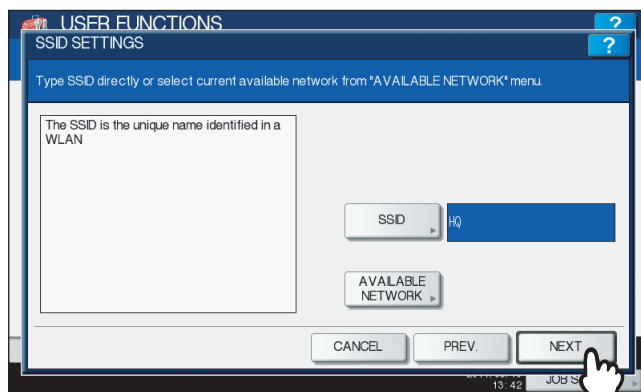 USER FUNCTIONS
?
SSID SETTINGS
?
Type SSID directly or select current available network from "AVAILABLE NETWORK" menu.
The SSID is the unique name identified in a
WLAN
SSID
HQ
AVAILABLE
NETWORK
CANCEL
PREV.
NEXT
13:42
JOB S